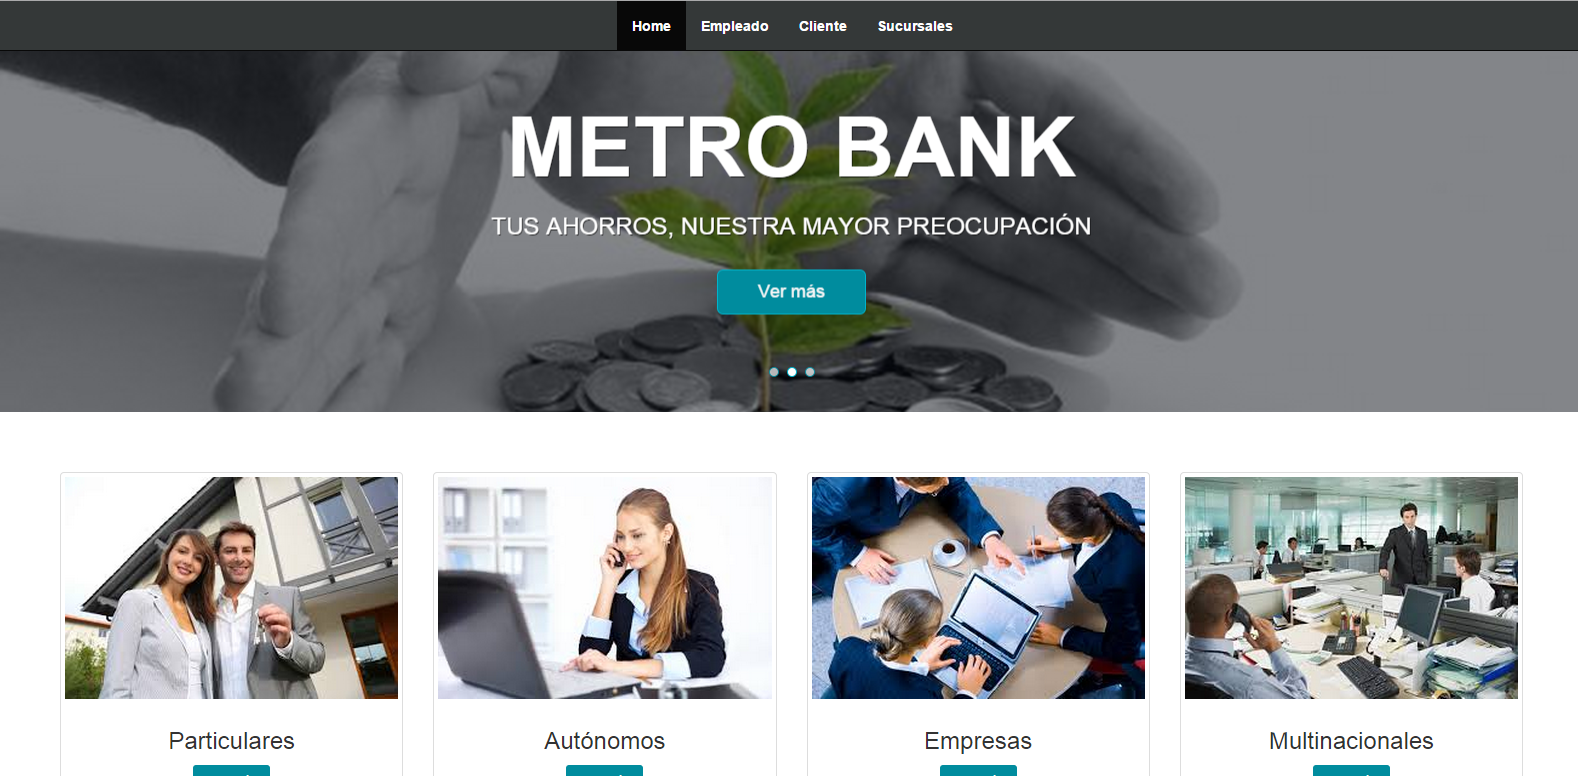 Home Empleado Cliente Sucursales
METRO BANK
TUS AHORROS, NUESTRA MAYOR PREOCUPACIÓN
Ver más
Particulares Autónomos Empresas Multinacionales